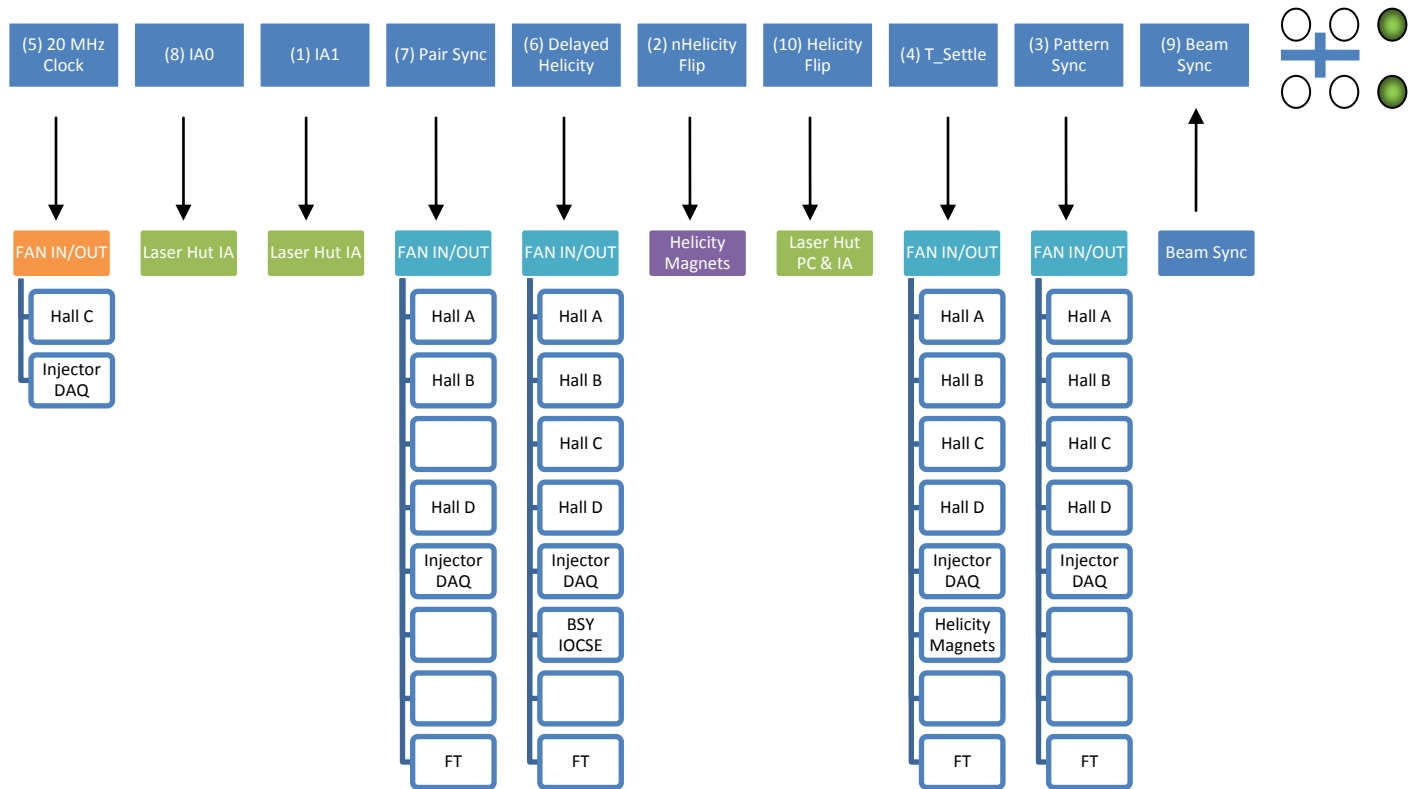 (5) 20 MHz
Clock
(8) IA0
(1) IA1
(7) Pair Sync
(6) Delayed
Helicity
(2) nHelicity
Flip
(10) Helicity
Flip
(4) T_Settle
(3) Pattern
Sync
(9) Beam
Sync
FAN IN/OUT
Laser Hut IA
Laser Hut IA
FAN IN/OUT
FAN IN/OUT
Helicity
Magnets
Laser Hut
PC & IA
FAN IN/OUT
FAN IN/OUT
Beam Sync
Hall C
Injector
DAQ
Hall A
Hall B
Hall D
Injector
DAQ
FT
Hall A
Hall B
Hall C
Hall D
Injector
DAQ
BSY
IOCSE
FT
Hall A
Hall B
Hall C
Hall D
Injector
DAQ
Helicity
Magnets
FT
Hall A
Hall B
Hall C
Hall D
Injector
DAQ
FT